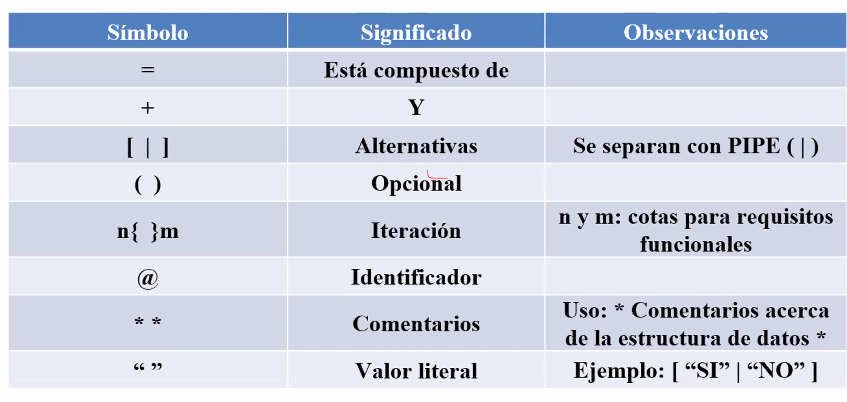 Símbolo Significado Observaciones
= Está compuesto de
+ Y
[ | ] Alternativas Se separan con PIPE ( | )
( ) Opcional
n{ }m Iteración n y m: cotas para requisitos
funcionales
@ Identificador
* * Comentarios Uso: * Comentarios acerca
de la estructura de datos *
“ ” Valor literal Ejemplo: [ “SI” | “NO” ]